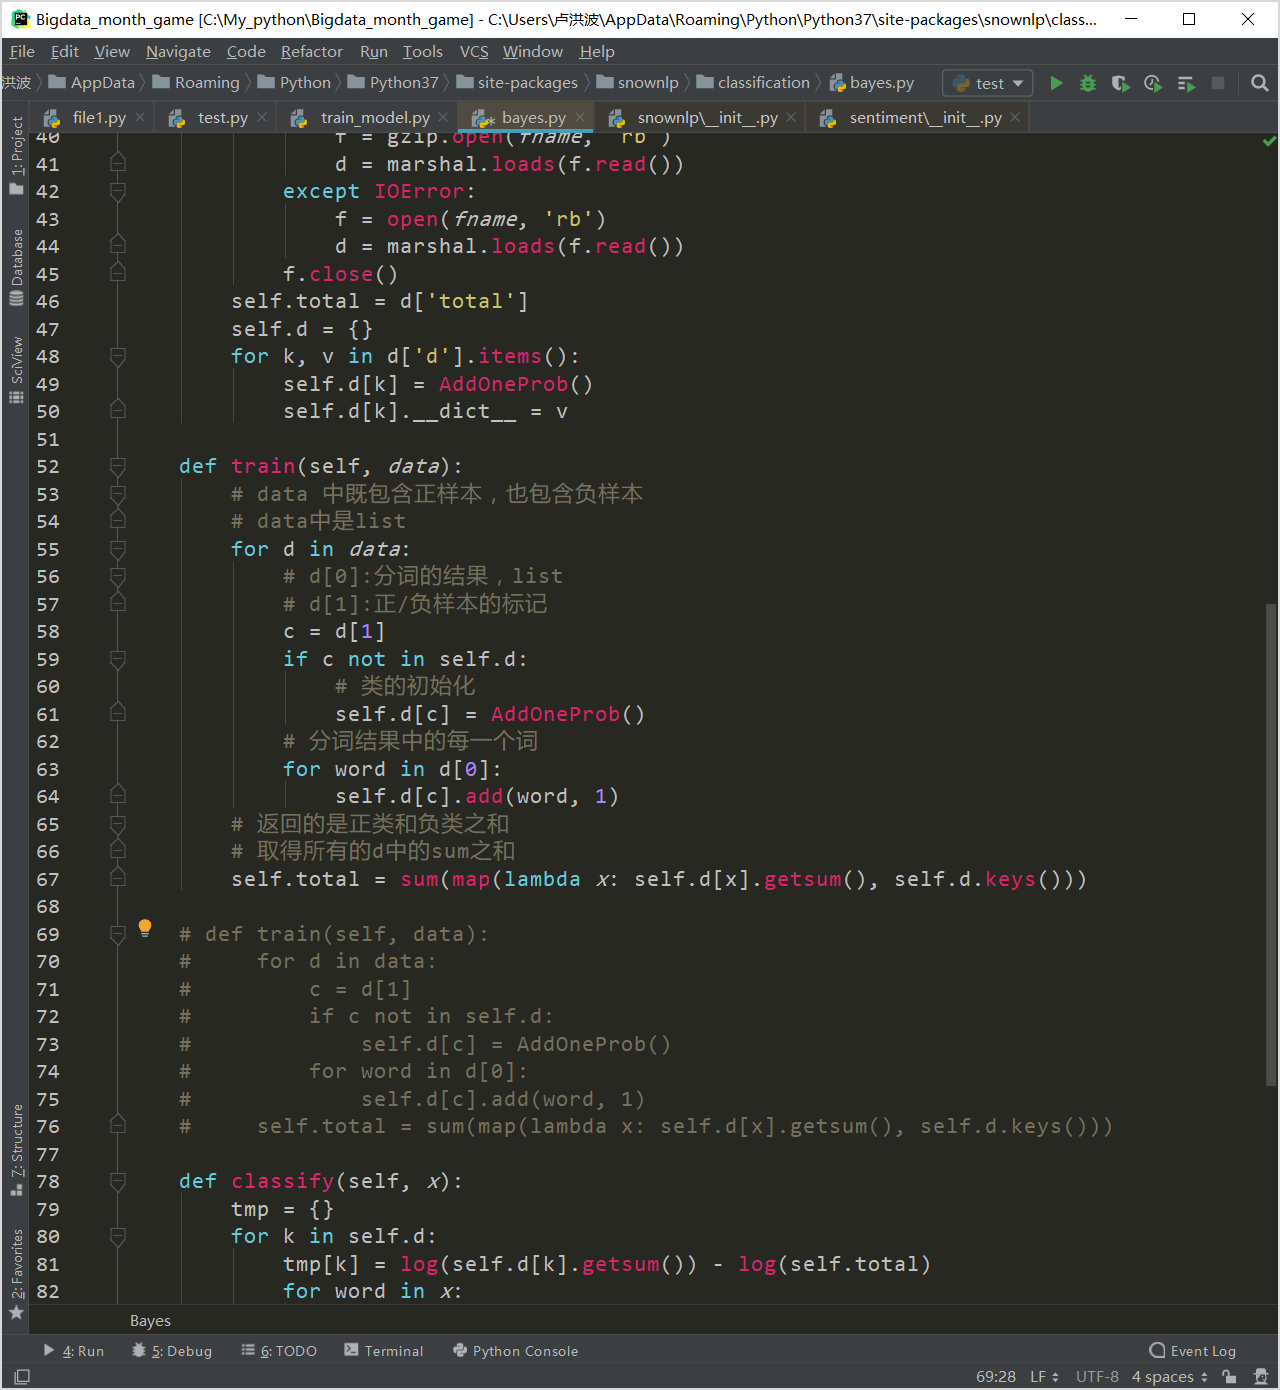 Bigdata_month_game [C:\My_python\Bigdata_month_game] - C:\Users\卢洪波\AppData\Roaming\Python\Python37\site-packages\snownlp\class...
File Edit View Navigate Code Refactor Run Tools VCS Window Help
洪波 AppData Roaming Python Python37 site-packages snownlp classification bayes.py test
file1.py test.py train_model.py bayes.py snownlp\__init__.py sentiment\__init__.py
1: Project
Database
SciView
7: Structure
2: Favorites
40 f = gzip.open(fname, 'rb')
41 d = marshal.loads(f.read())
42 except IOError:
43 f = open(fname, 'rb')
44 d = marshal.loads(f.read())
45 f.close()
46 self.total = d['total']
47 self.d = {}
48 for k, v in d['d'].items():
49 self.d[k] = AddOneProb()
50 self.d[k].__dict__ = v
51
52 def train(self, data):
53 # data 中既包含正样本，也包含负样本
54 # data中是list
55 for d in data:
56 # d[0]:分词的结果，list
57 # d[1]:正/负样本的标记
58 c = d[1]
59 if c not in self.d:
60 # 类的初始化
61 self.d[c] = AddOneProb()
62 # 分词结果中的每一个词
63 for word in d[0]:
64 self.d[c].add(word, 1)
65 # 返回的是正类和负类之和
66 # 取得所有的d中的sum之和
67 self.total = sum(map(lambda x: self.d[x].getsum(), self.d.keys()))
68
69 # def train(self, data):
70 # for d in data:
71 # c = d[1]
72 # if c not in self.d:
73 # self.d[c] = AddOneProb()
74 # for word in d[0]:
75 # self.d[c].add(word, 1)
76 # self.total = sum(map(lambda x: self.d[x].getsum(), self.d.keys()))
77
78 def classify(self, x):
79 tmp = {}
80 for k in self.d:
81 tmp[k] = log(self.d[k].getsum()) - log(self.total)
82 for word in x:
Bayes
4: Run 5: Debug 6: TODO Terminal Python Console Event Log
69:28 LF UTF-8 4 spaces